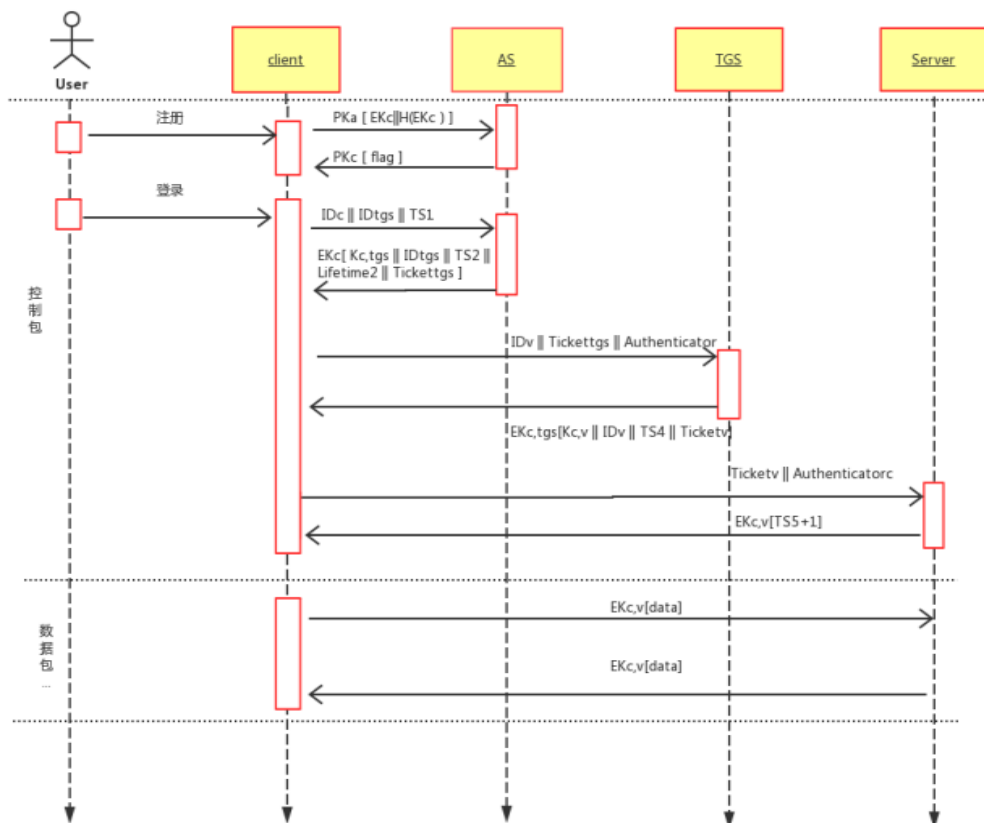 User
client
AS
TGS
Server
注册
PKa [ EKc||H(EKc ) ]
PKc [ flag ]
登录
IDc || IDtgs || TS1
EKc[ Kc,tgs || IDtgs || TS2 ||
Lifetime2 || Tickettgs ]
控
制
包
IDv || Tickettgs || Authenticator
EKc,tgs[Kc,v || IDv || TS4 || Ticketv]
Ticketv || Authenticatorc
EKc,v[TS5+1]
数
据
包
...
EKc,v[data]
EKc,v[data]